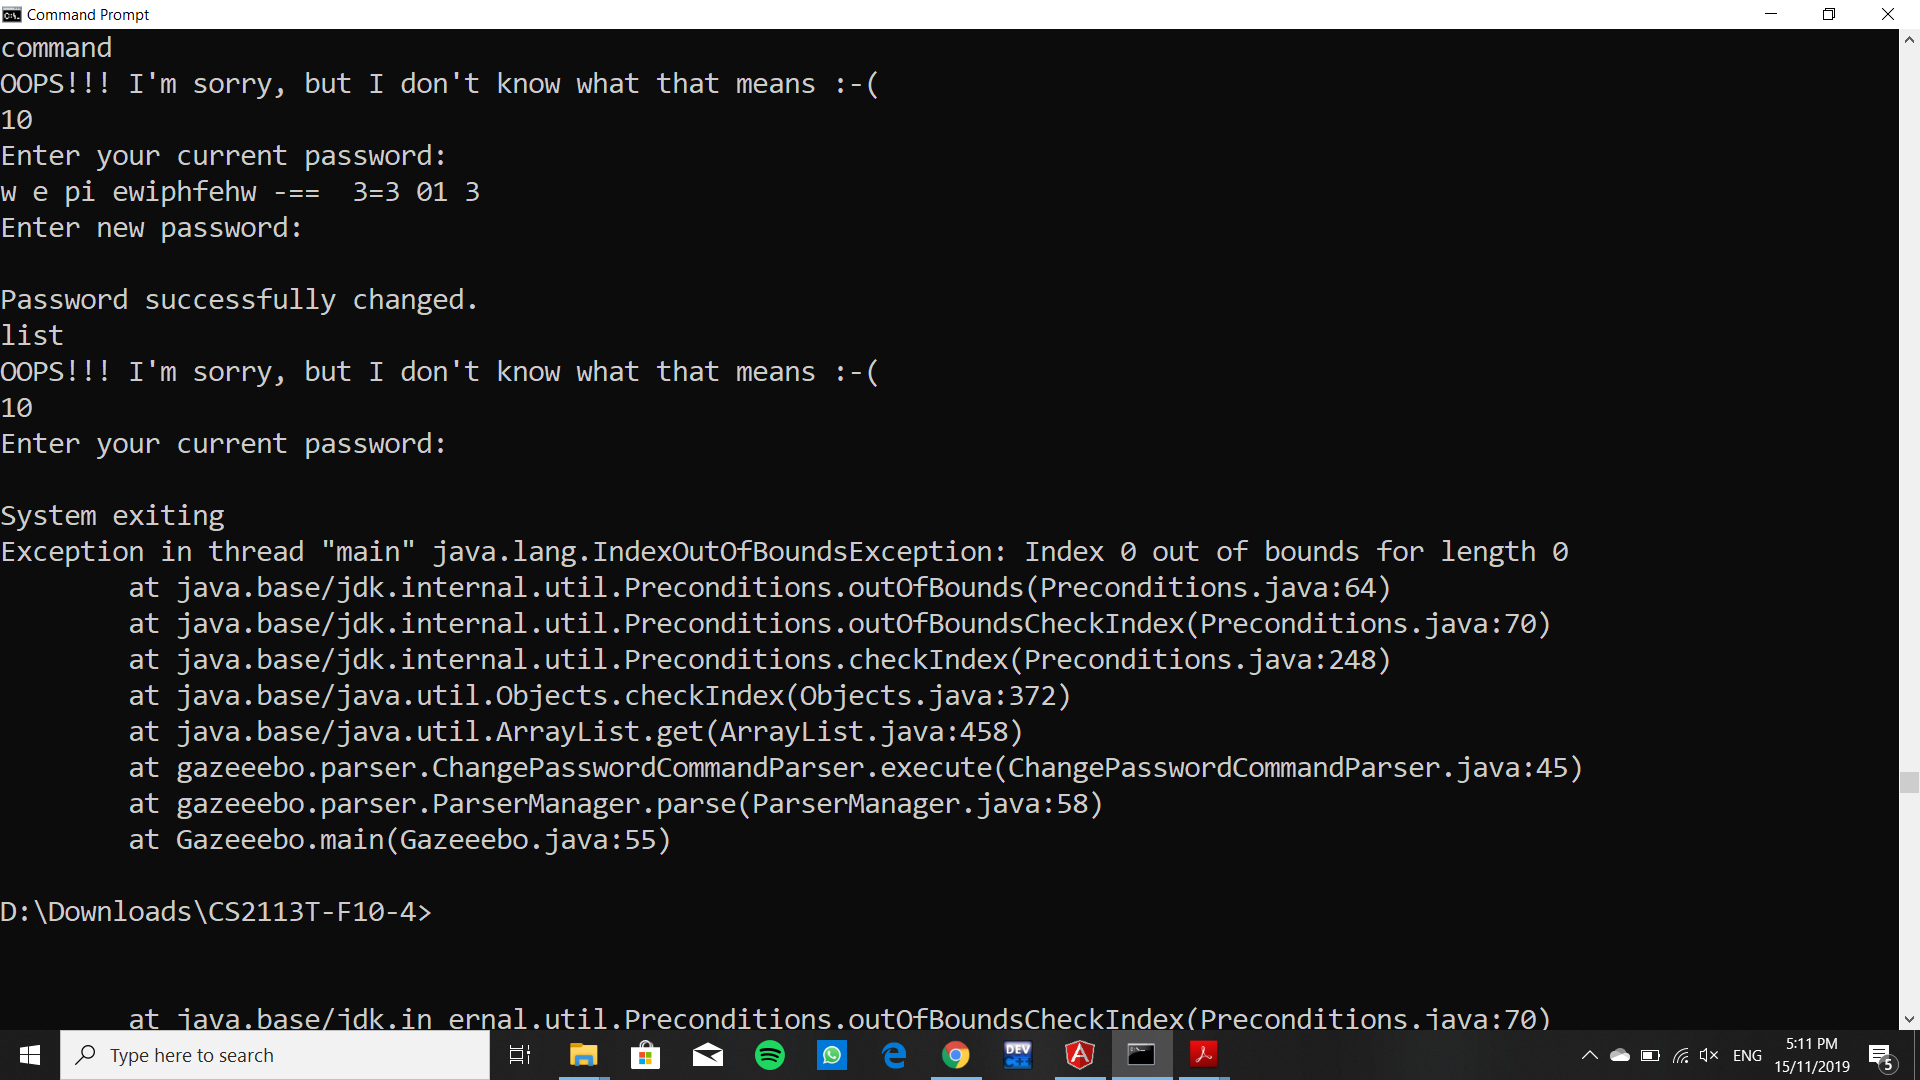 Command Prompt
command
OOPS!!! I'm sorry, but I don't know what that means :-(
10
Enter your current password:
w e pi ewiphfehw -==  3=3 01 3
Enter new password:
Password successfully changed.
list
OOPS!!! I'm sorry, but I don't know what that means :-(
10
Enter your current password:
System exiting
Exception in thread "main" java.lang.IndexOutOfBoundsException: Index 0 out of bounds for length 0
at java.base/jdk.internal.util.Preconditions.outOfBounds(Preconditions.java:64)
at java.base/jdk.internal.util.Preconditions.outOfBoundsCheckIndex(Preconditions.java:70)
at java.base/jdk.internal.util.Preconditions.checkIndex(Preconditions.java:248)
at java.base/java.util.Objects.checkIndex(Objects.java:372)
at java.base/java.util.ArrayList.get(ArrayList.java:458)
at gazeeebo.parser.ChangePasswordCommandParser.execute(ChangePasswordCommandParser.java:45)
at gazeeebo.parser.ParserManager.parse(ParserManager.java:58)
at Gazeeebo.main(Gazeeebo.java:55)
D:\Downloads\CS2113T-F10-4>
at java.base/jdk.in ernal.util.Preconditions.outOfBoundsCheckIndex(Preconditions.java:70)
Type here to search
DEV C++
ENG
5:11 PM
15/11/2019
5